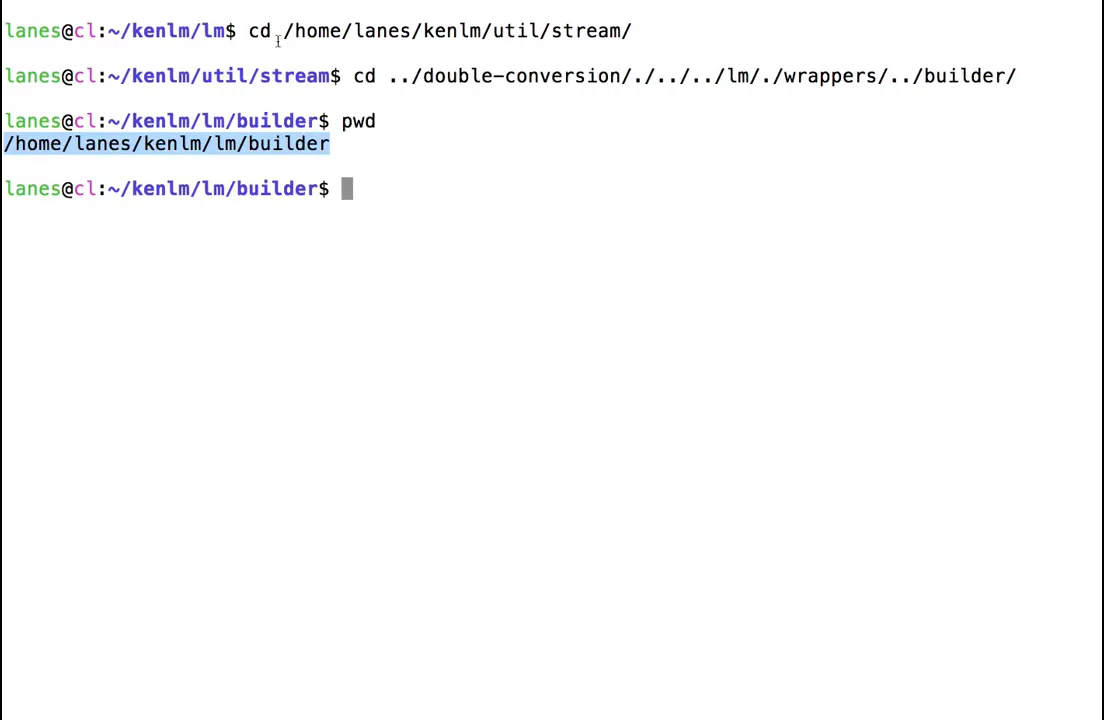 lanes@cl:~/kenlm/lm$ cd /home/lanes/kenlm/util/stream/
lanes@cl:~/kenlm/util/stream$ cd ../double-conversion/./../../lm/./wrappers/../builder/
lanes@cl:~/kenlm/lm/builder$ pwd
/home/lanes/kenlm/lm/builder
lanes@cl:~/kenlm/lm/builder$